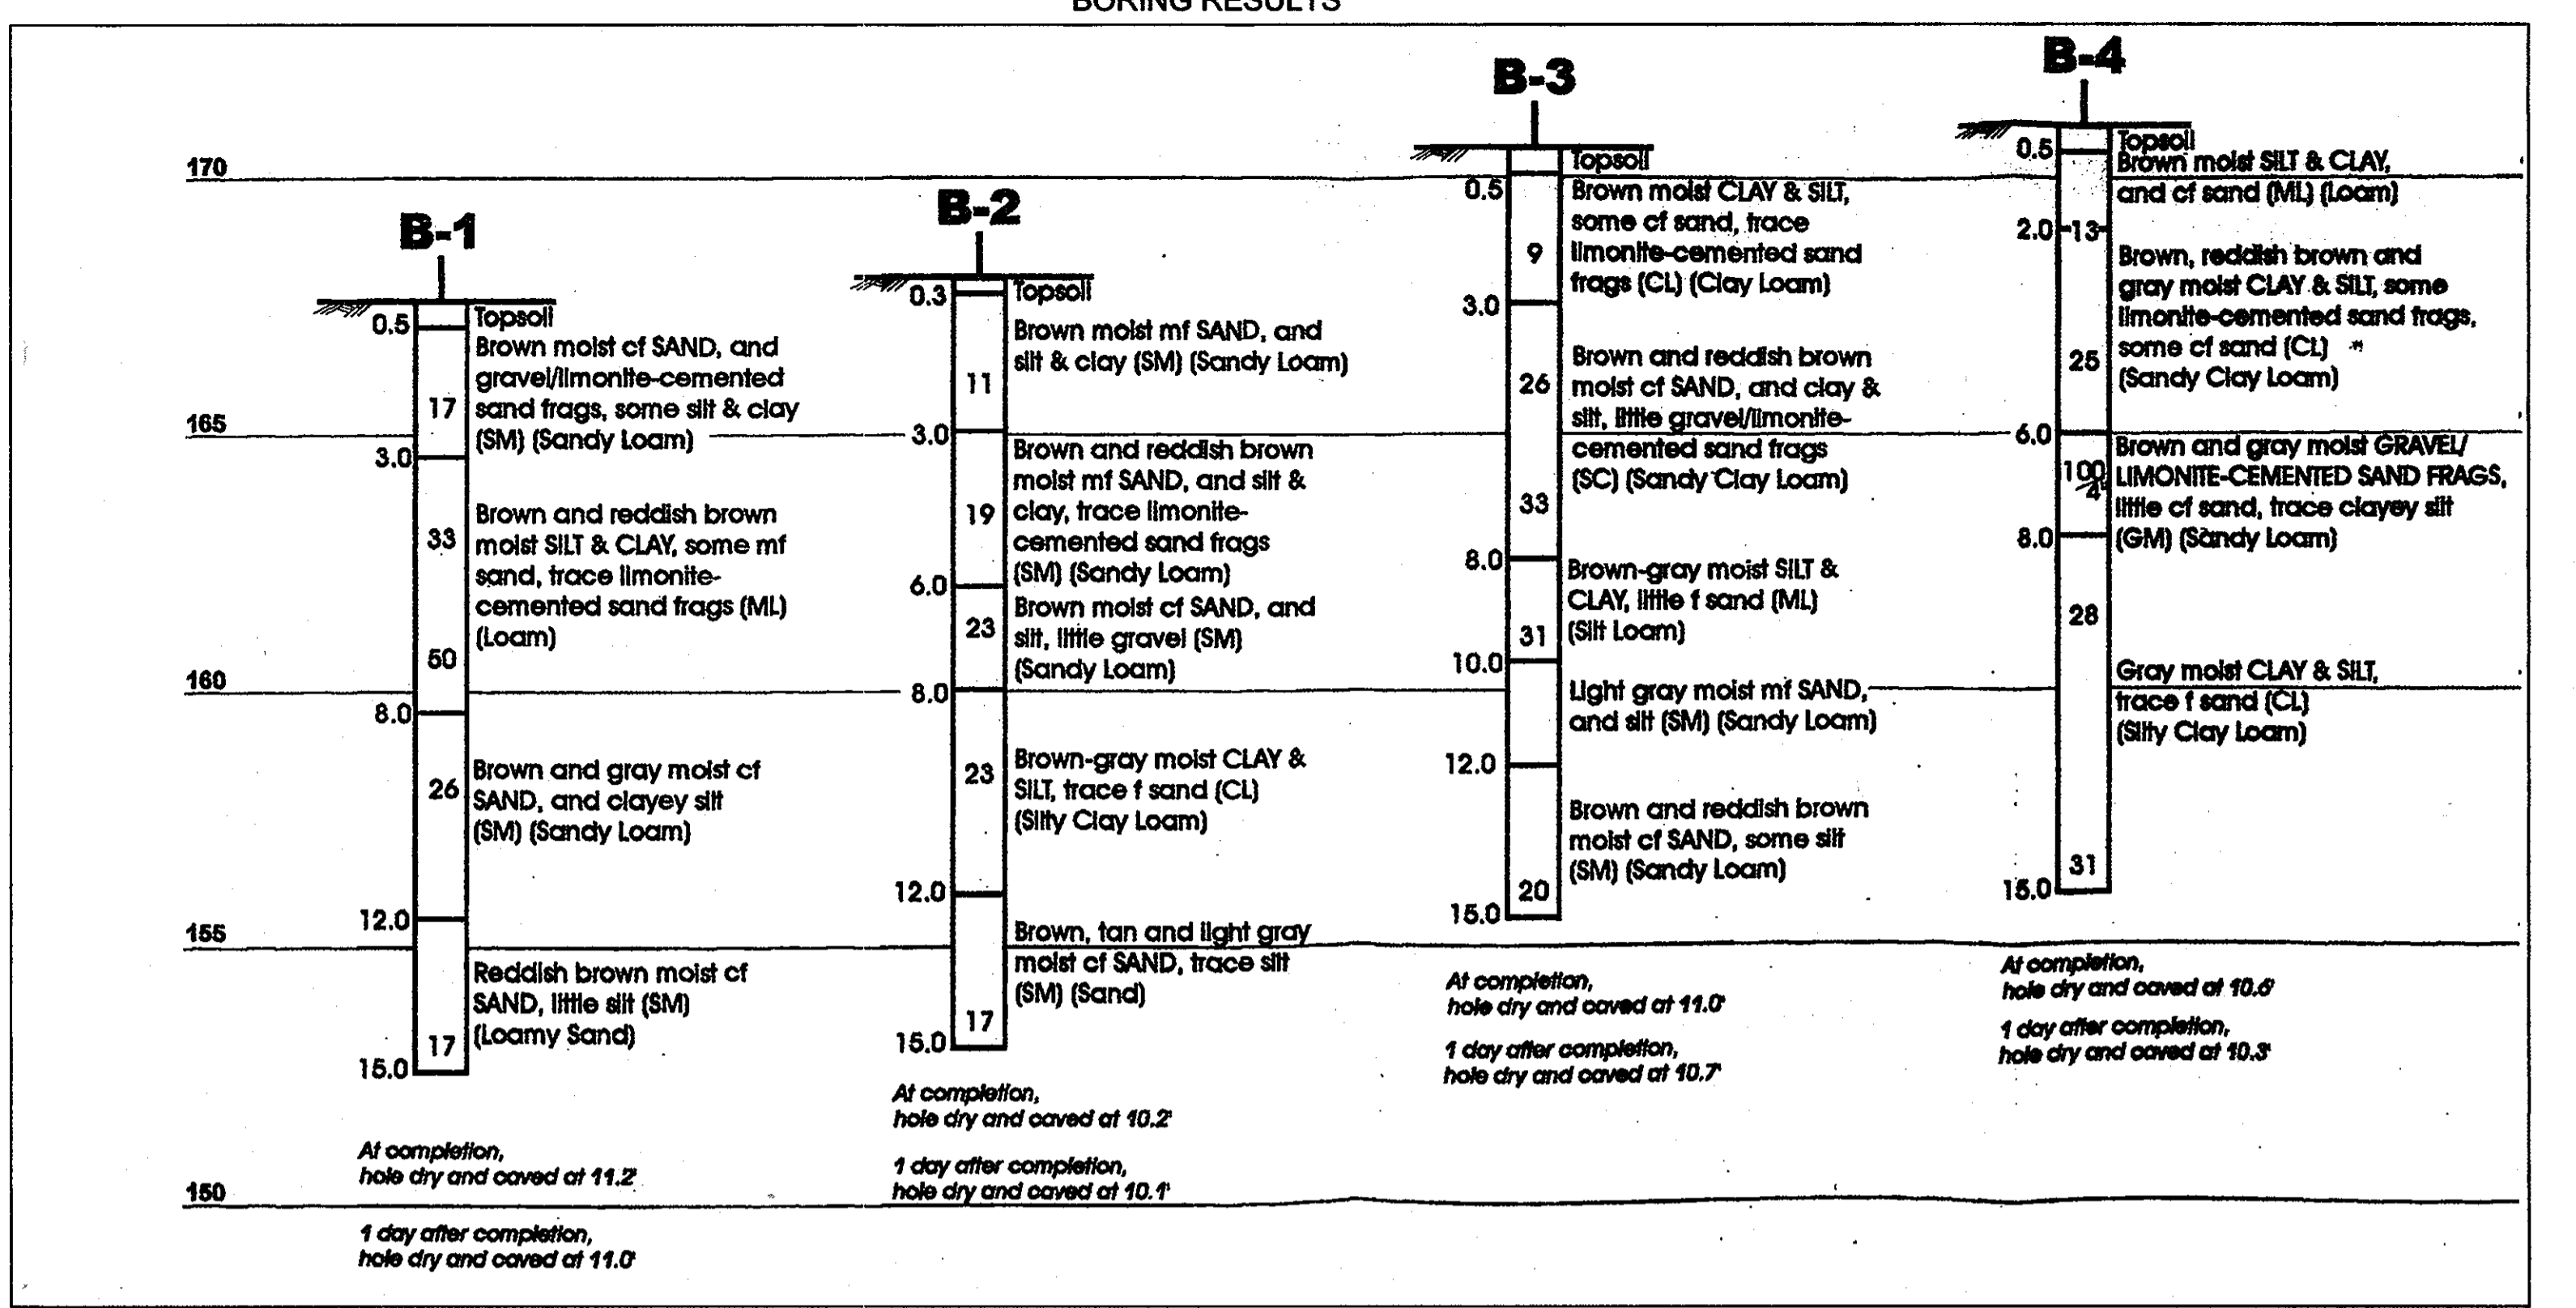 BORING RESULTS
B-1
B-2
B-3
B-4
170
165
160
155
150
0.5
3.0
8.0
12.0
15.0
17
33
50
26
17
Topsoil
Brown moist cf SAND, and
gravel/limonite-cemented
sand frags, some silt & clay
(SM) (Sandy Loam)
Brown and reddish brown
moist SILT & CLAY, some mf
sand, trace limonite-
cemented sand frags (ML)
(Loam)
Brown and gray moist cf
SAND, and clayey silt
(SM) (Sandy Loam)
Reddish brown moist cf
SAND, little silt (SM)
(Loamy Sand)
At completion,
hole dry and caved at 11.2'
1 day after completion,
hole dry and caved at 11.0'
0.3
3.0
6.0
8.0
12.0
15.0
11
19
23
23
17
Topsoil
Brown moist mf SAND, and
silt & clay (SM) (Sandy Loam)
Brown and reddish brown
moist mf SAND, and silt &
clay, trace limonite-
cemented sand frags
(SM) (Sandy Loam)
Brown moist cf SAND, and
silt, little gravel (SM)
(Sandy Loam)
Brown-gray moist CLAY &
SILT, trace f sand (CL)
(Silty Clay Loam)
Brown, tan and light gray
moist cf SAND, trace silt
(SM) (Sand)
At completion,
hole dry and caved at 10.2'
1 day after completion,
hole dry and caved at 10.1'
0.5
3.0
8.0
10.0
12.0
15.0
9
26
33
31
20
Topsoil
Brown moist CLAY & SILT,
some cf sand, trace
limonite-cemented sand
frags (CL) (Clay Loam)
Brown and reddish brown
moist cf SAND, and clay &
silt, little gravel/limonite-
cemented sand frags
(SC) (Sandy Clay Loam)
Brown-gray moist SILT &
CLAY, little f sand (ML)
(Silt Loam)
Light gray moist mf SAND,
and silt (SM) (Sandy Loam)
Brown and reddish brown
moist cf SAND, some silt
(SM) (Sandy Loam)
At completion,
hole dry and caved at 11.0'
1 day after completion,
hole dry and caved at 10.7'
0.5
2.0
6.0
8.0
15.0
13
25
100/4"
28
31
Topsoil
Brown moist SILT & CLAY,
and cf sand (ML) (Loam)
Brown, reddish brown and
gray moist CLAY & SILT, some
limonite-cemented sand frags,
some cf sand (CL)
(Sandy Clay Loam)
Brown and gray moist GRAVEL/
LIMONITE-CEMENTED SAND FRAGS,
little cf sand, trace clayey silt
(GM) (Sandy Loam)
Gray moist CLAY & SILT,
trace f sand (CL)
(Silty Clay Loam)
At completion,
hole dry and caved at 10.6'
1 day after completion,
hole dry and caved at 10.3'